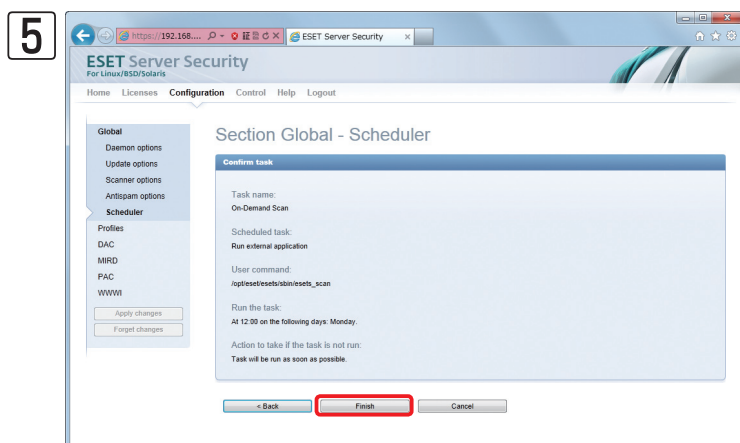 5
https://192.168....
証
ESET Server Security
ESET Server Security
For Linux/BSD/Solaris
Home Licenses Configuration Control Help Logout
Global
Daemon options
Update options
Scanner options
Antispam options
Scheduler
Profiles
DAC
MIRD
PAC
WWWI
Apply changes
Forget changes
Section Global - Scheduler
Confirm task
Task name:
On-Demand Scan
Scheduled task:
Run external application
User command:
/opt/eset/esets/sbin/esets_scan
Run the task:
At 12:00 on the following days: Monday.
Action to take if the task is not run:
Task will be run as soon as possible.
< Back Finish Cancel